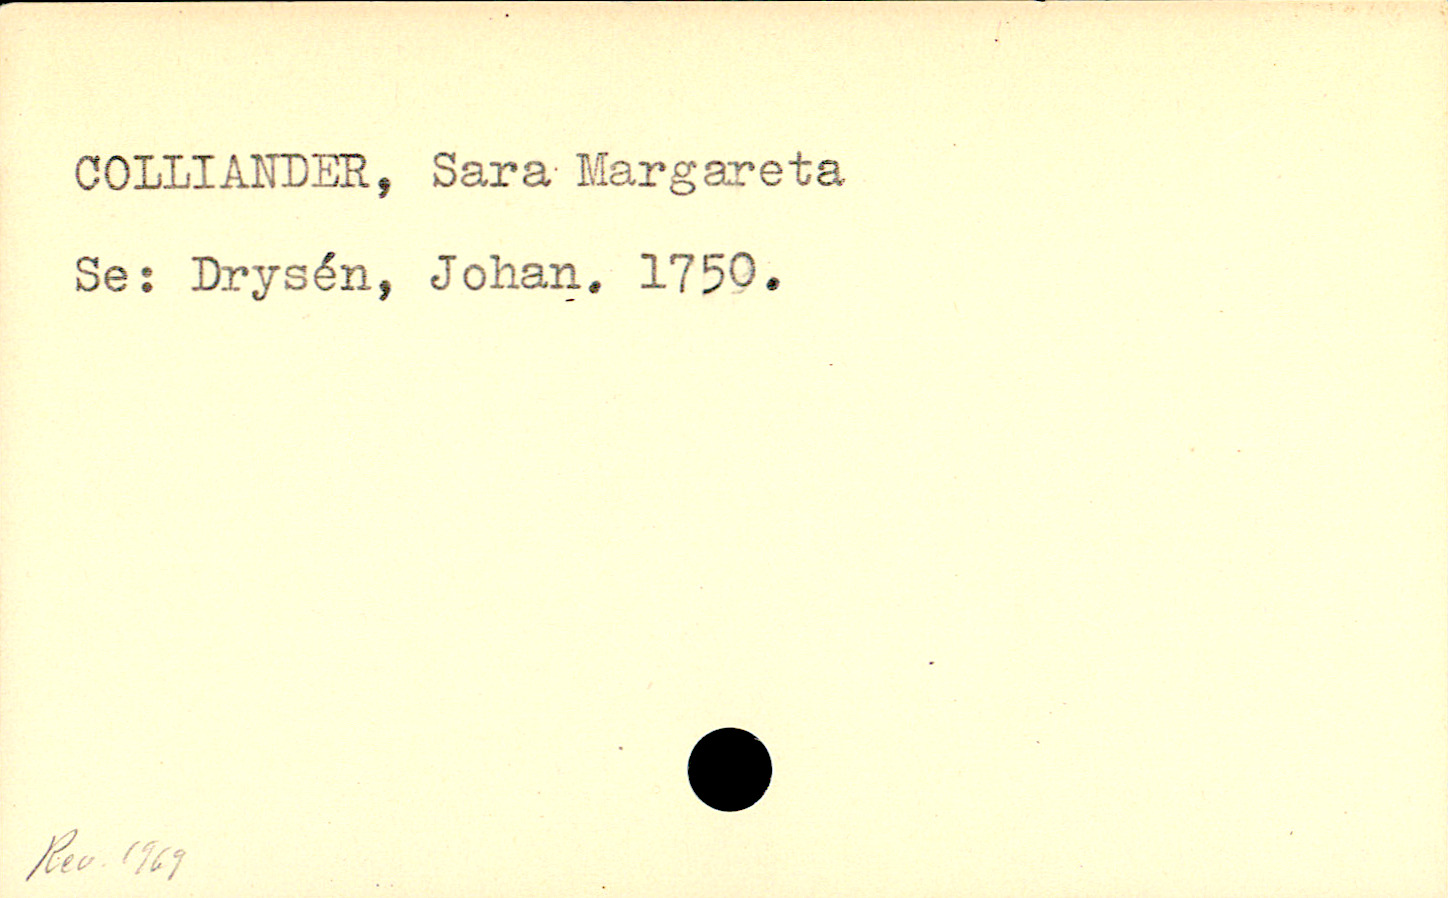 COLLIANDER, Sara Margareta
Se: Drysén, Johan. 1750.
Rev. 1969